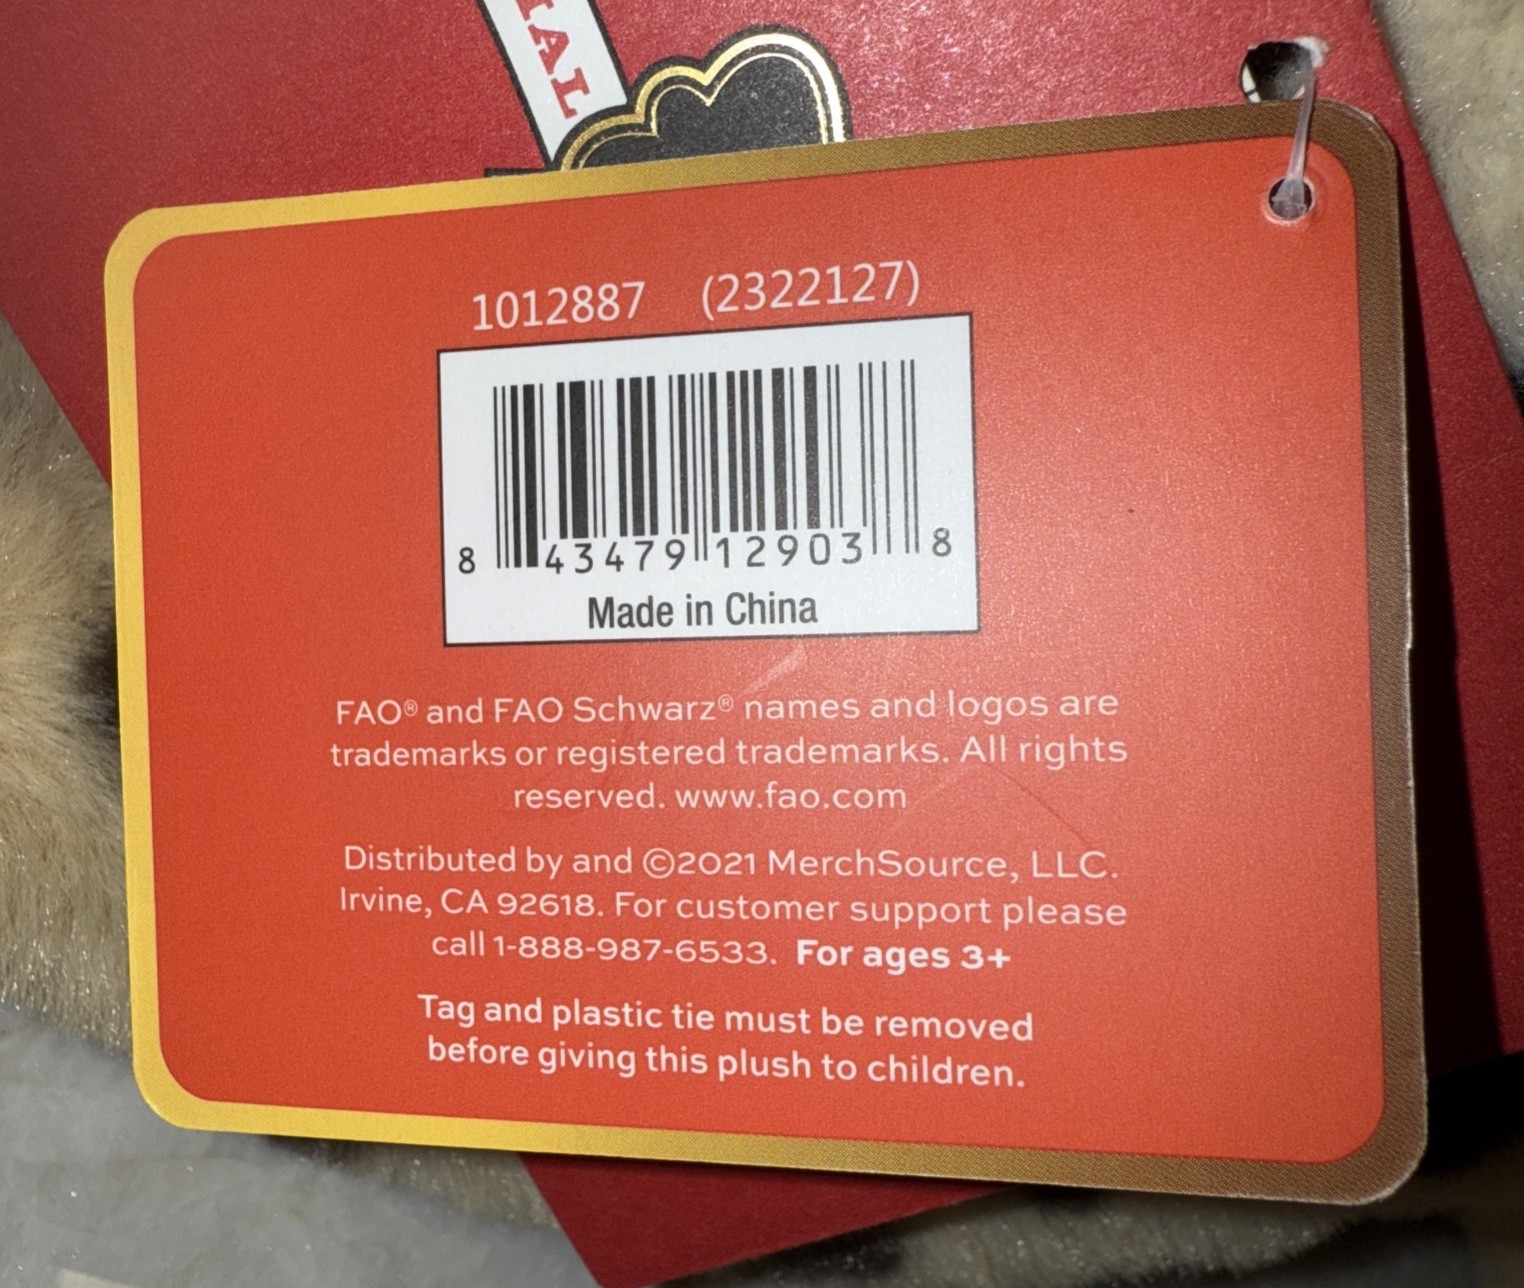 IAL
1012887 (2322127)
8 43479 12903 8
Made in China
FAO® and FAO Schwarz® names and logos are
trademarks or registered trademarks. All rights
reserved. www.fao.com
Distributed by and ©2021 MerchSource, LLC.
Irvine, CA 92618. For customer support please
call 1-888-987-6533. For ages 3+
Tag and plastic tie must be removed
before giving this plush to children.